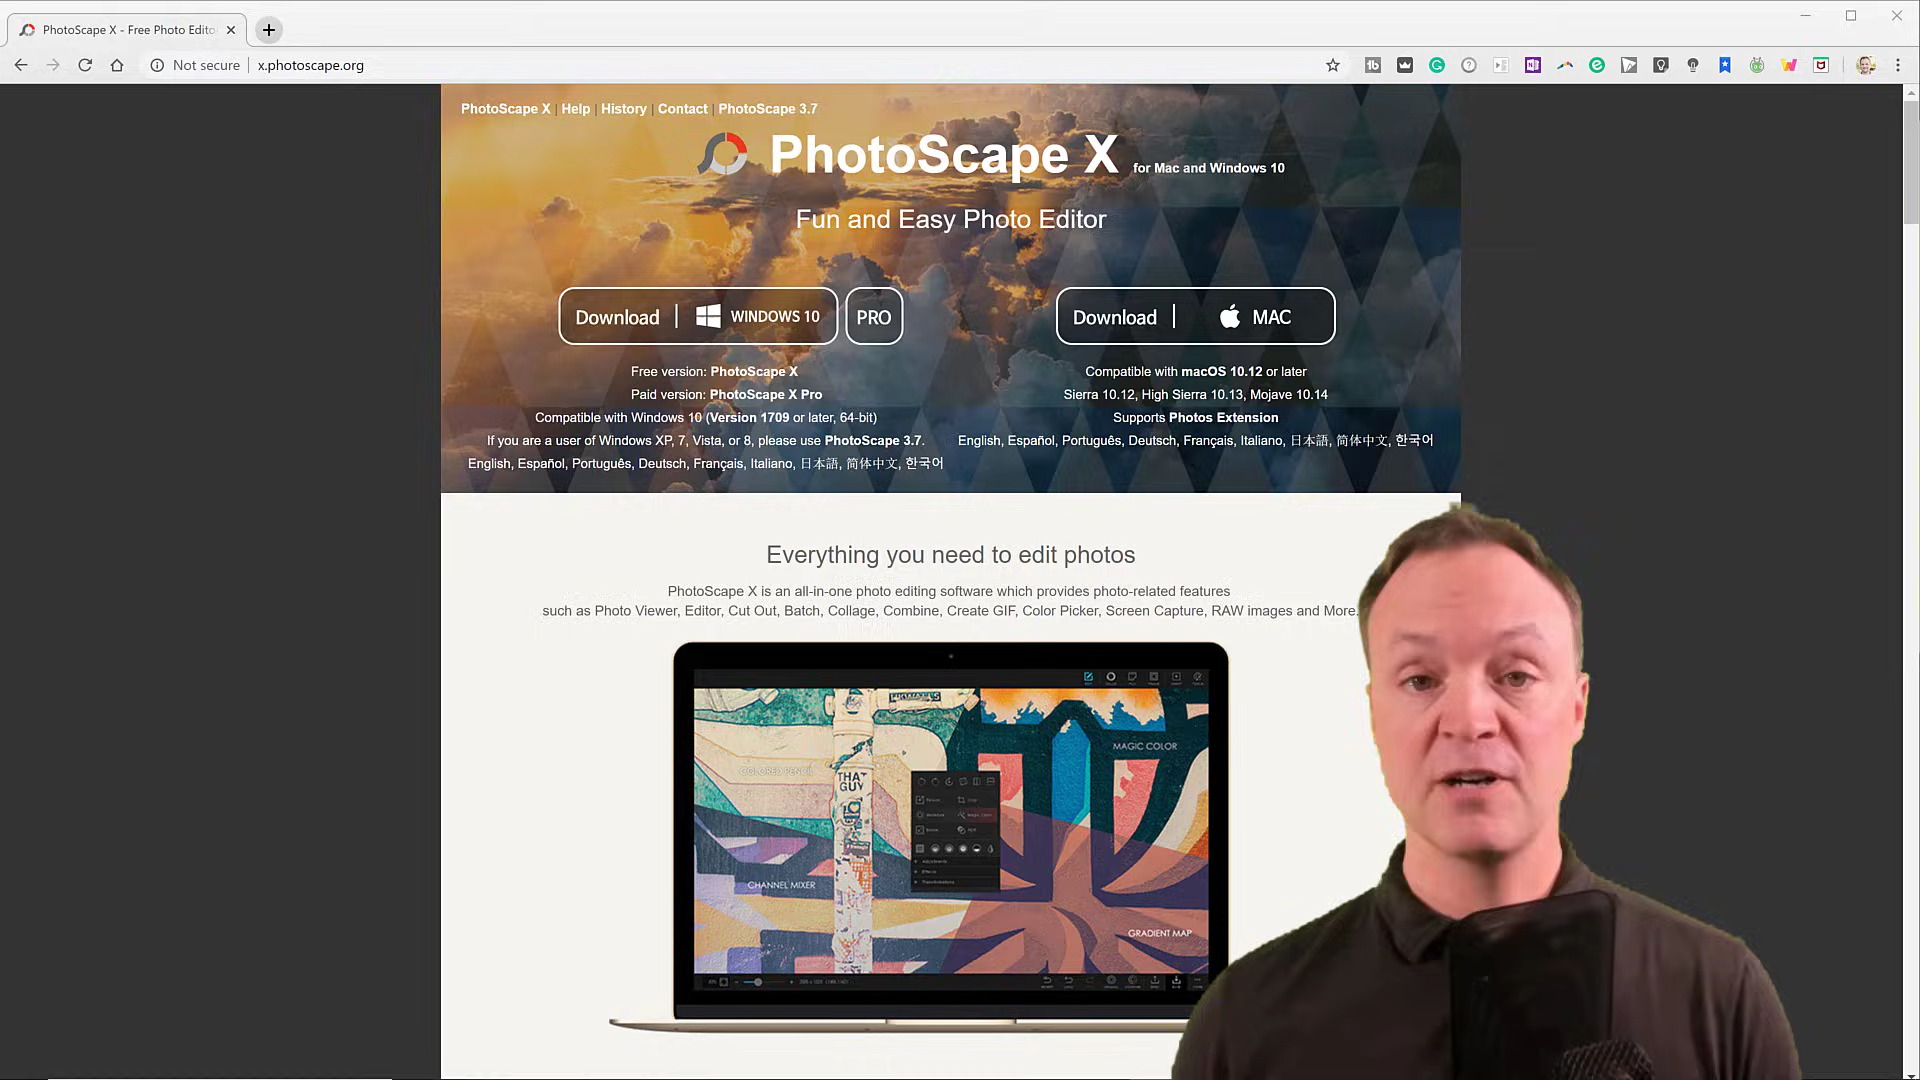 PhotoScape X - Free Photo Edito
Not secure | x.photoscape.org
PhotoScape X | Help | History | Contact | PhotoScape 3.7
PhotoScape X for Mac and Windows 10
Fun and Easy Photo Editor
Download | WINDOWS 10
PRO
Download | MAC
Free version: PhotoScape X
Paid version: PhotoScape X Pro
Compatible with Windows 10 (Version 1709 or later, 64-bit)
If you are a user of Windows XP, 7, Vista, or 8, please use PhotoScape 3.7.
English, Español, Português, Deutsch, Français, Italiano, 日本語, 简体中文, 한국어
Compatible with macOS 10.12 or later
Sierra 10.12, High Sierra 10.13, Mojave 10.14
Supports Photos Extension
English, Español, Português, Deutsch, Français, Italiano, 日本語, 简体中文, 한국어
Everything you need to edit photos
PhotoScape X is an all-in-one photo editing software which provides photo-related features
such as Photo Viewer, Editor, Cut Out, Batch, Collage, Combine, Create GIF, Color Picker, Screen Capture, RAW images and More.
MAGIC COLOR
COLORED PENCIL
THAT
GUY
CHANNEL MIXER
GRADIENT MAP